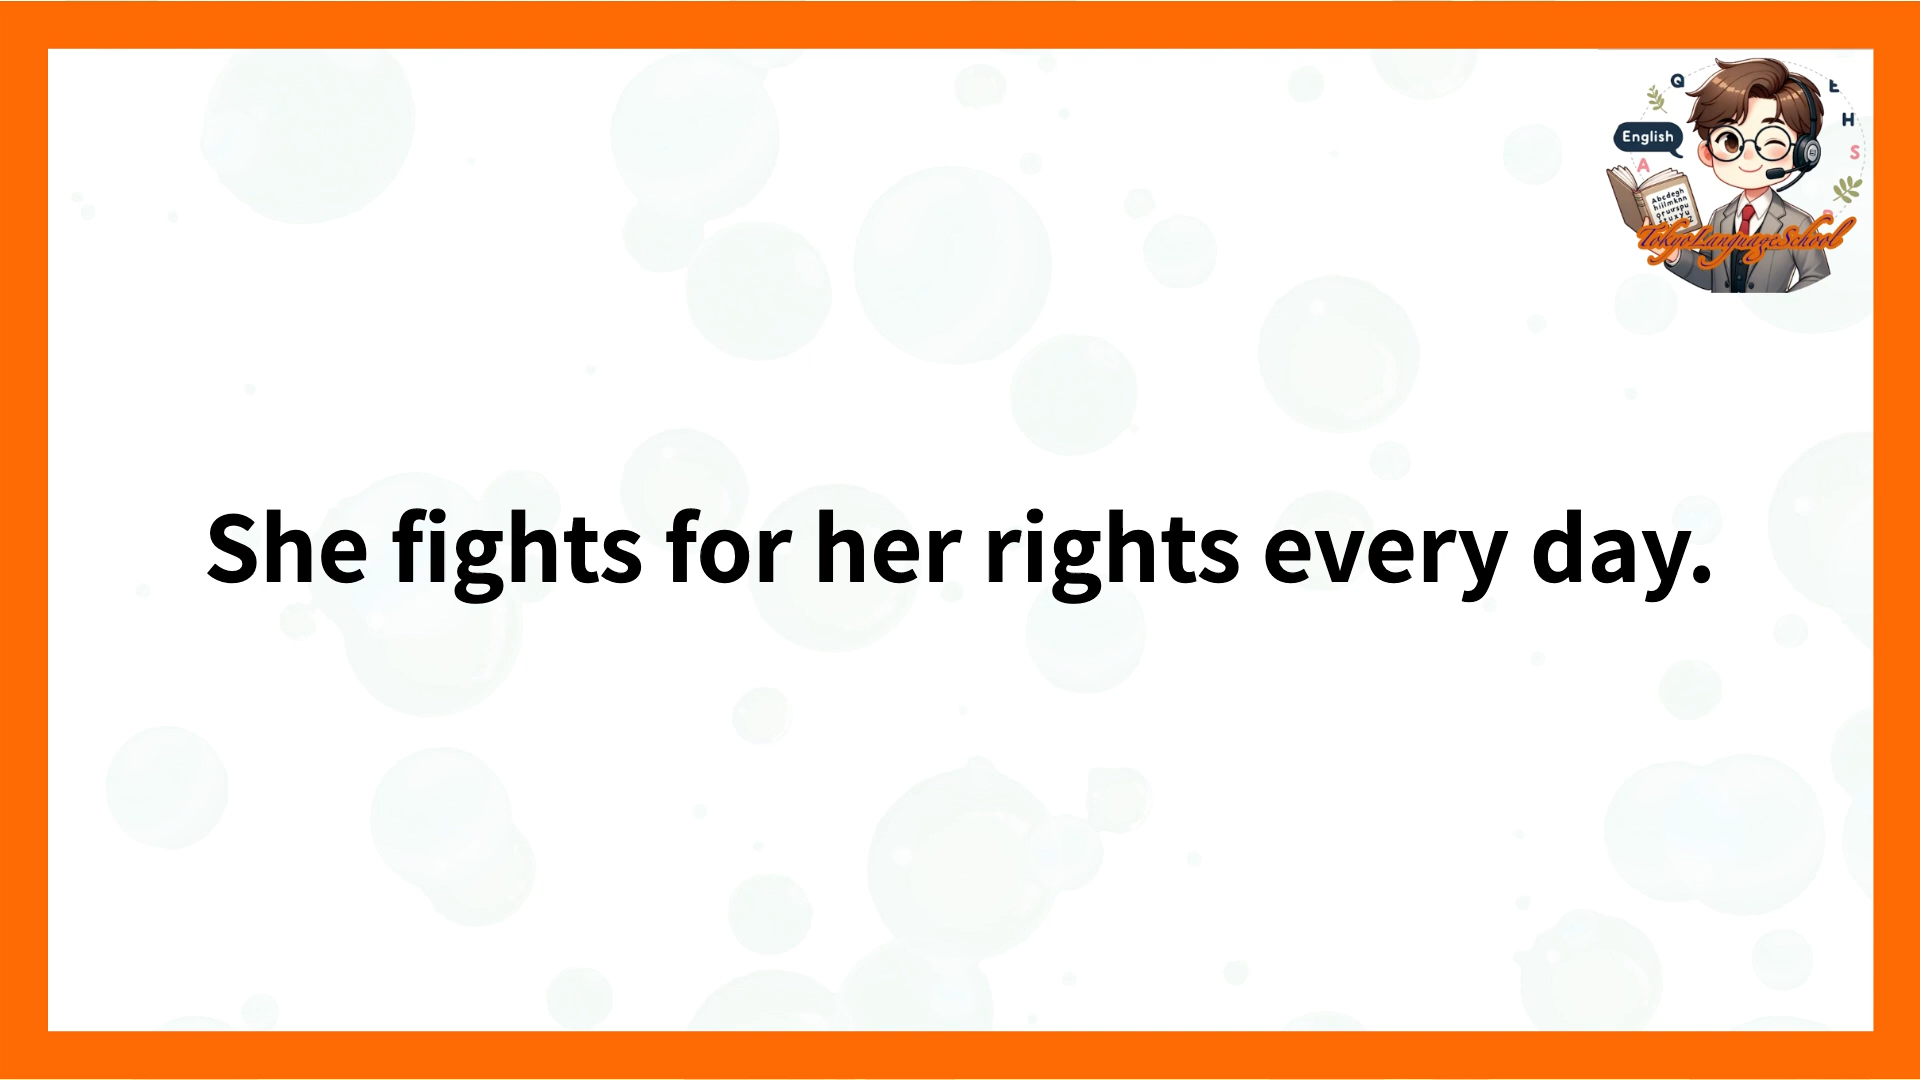 Q
E
H
English
S
A
TokyoLanguageSchool
She fights for her rights every day.